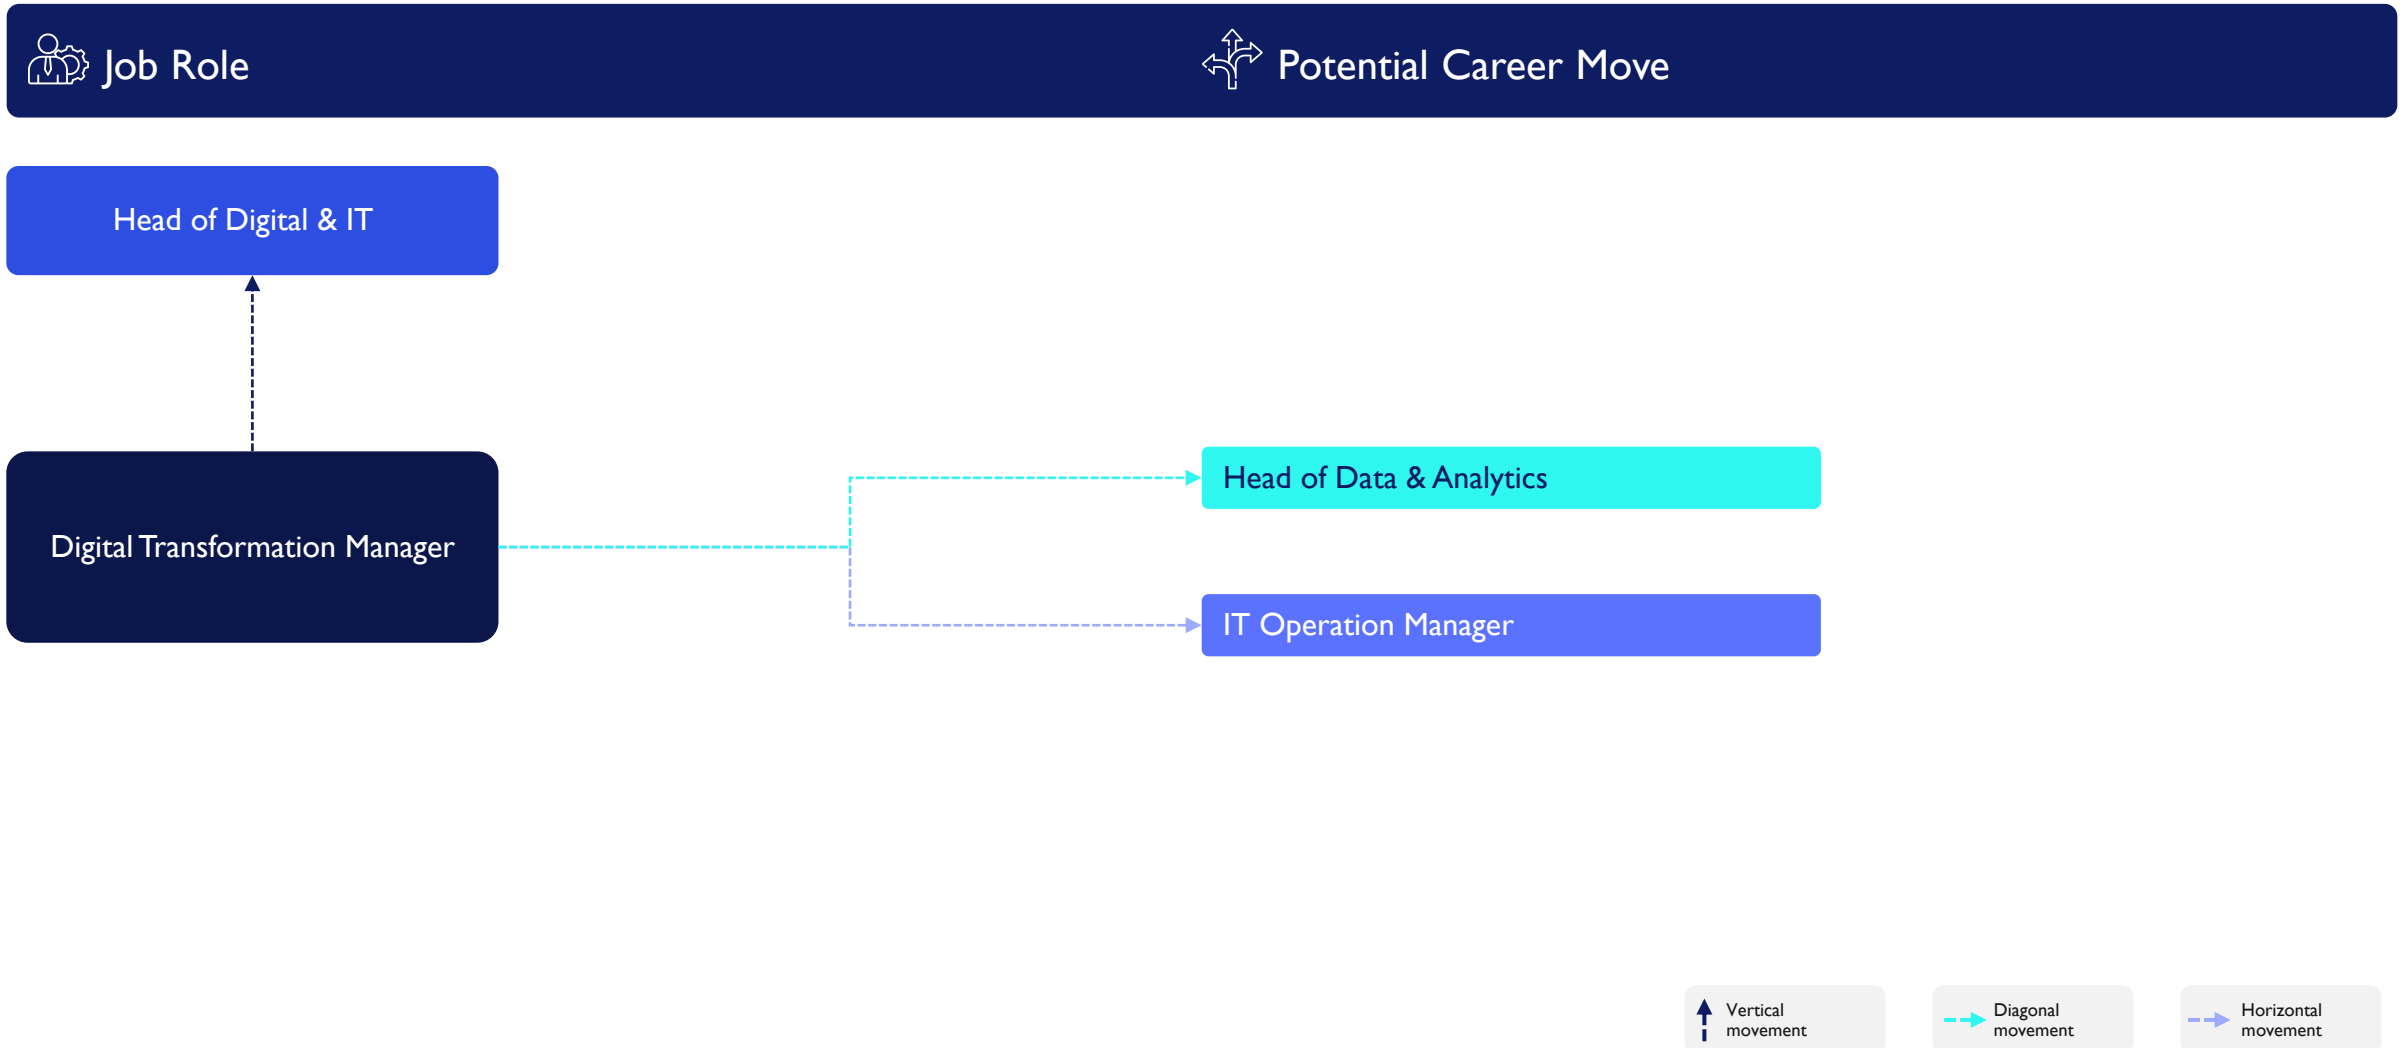 Job Role
Potential Career Move
Head of Digital & IT
Digital Transformation Manager
Head of Data & Analytics
IT Operation Manager
Vertical
movement
Diagonal
movement
Horizontal
movement